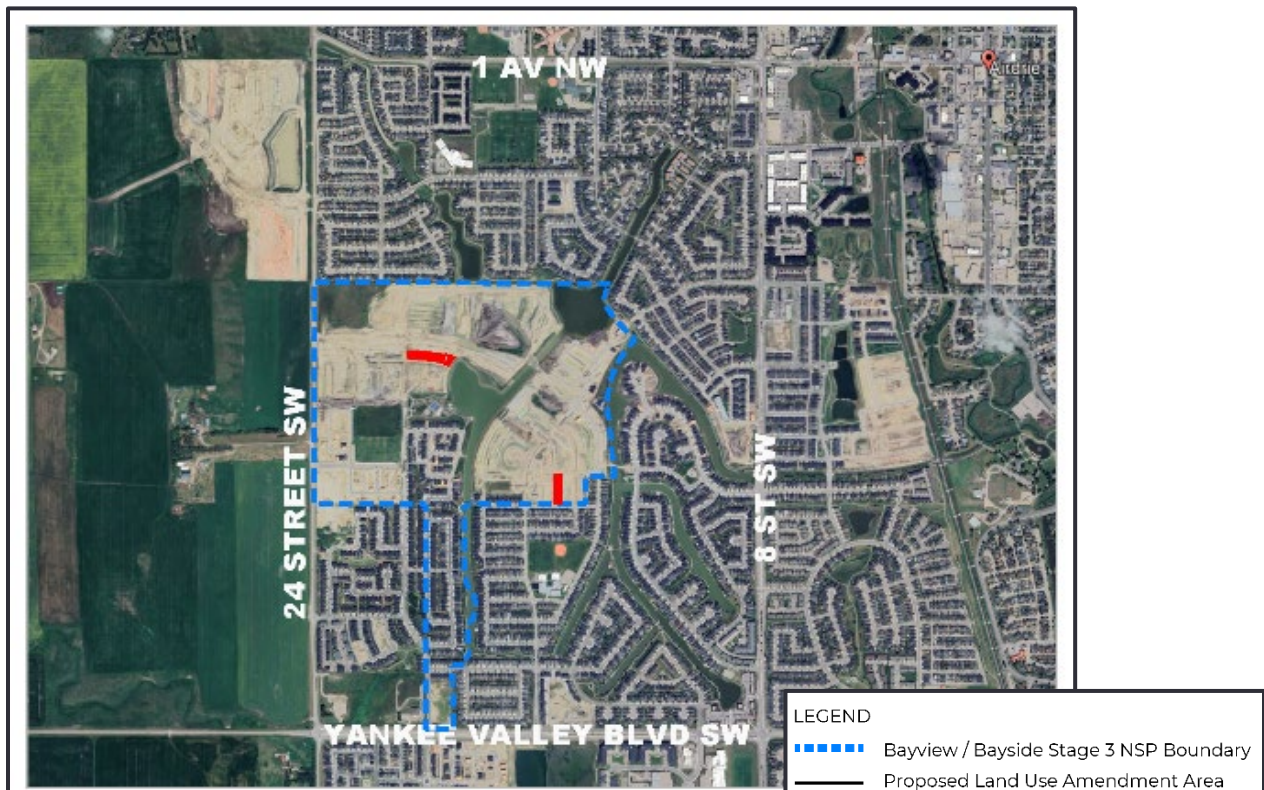 1 AV NW
Airdrie
24 STREET SW
8 ST SW
YANKEE VALLEY BLVD SW
LEGEND
Bayview / Bayside Stage 3 NSP Boundary
Proposed Land Use Amendment Area